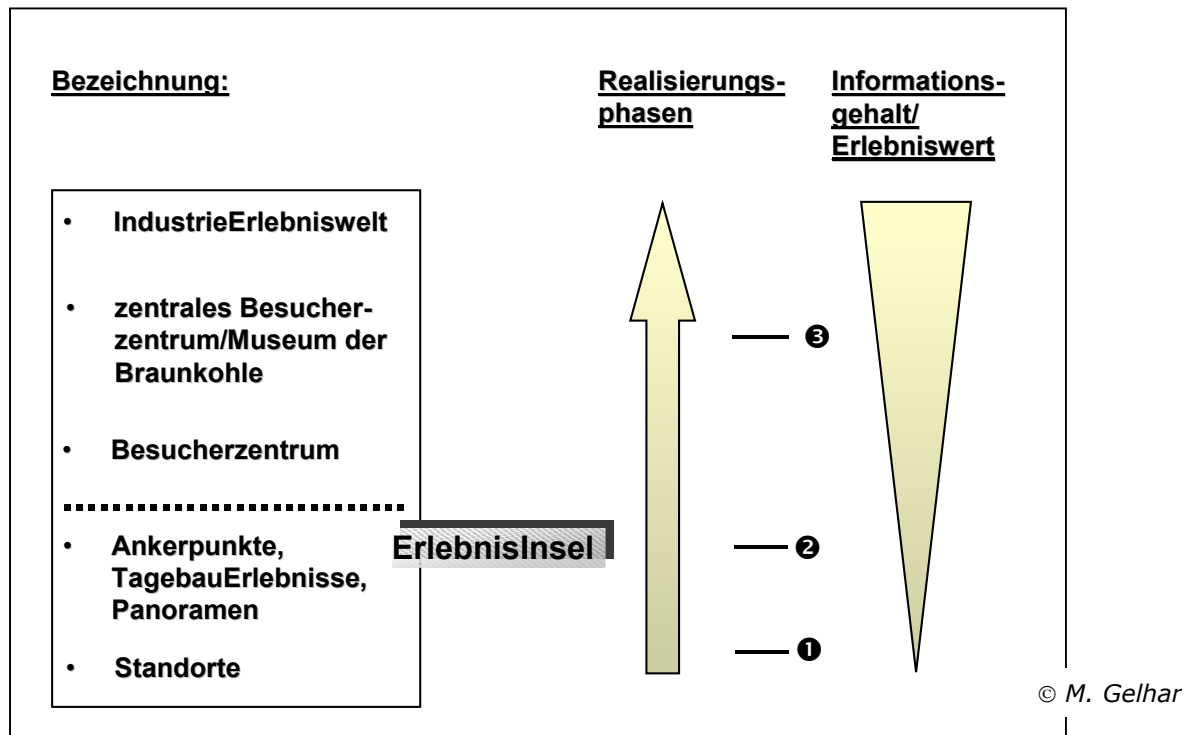 Bezeichnung:
Realisierungs-
phasen
Informations-
gehalt/
Erlebniswert
• IndustrieErlebniswelt
• zentrales Besucher-
zentrum/Museum der
Braunkohle
• Besucherzentrum
• Ankerpunkte,
TagebauErlebnisse,
Panoramen
• Standorte
ErlebnisInsel
❸
❷
❶
© M. Gelhar